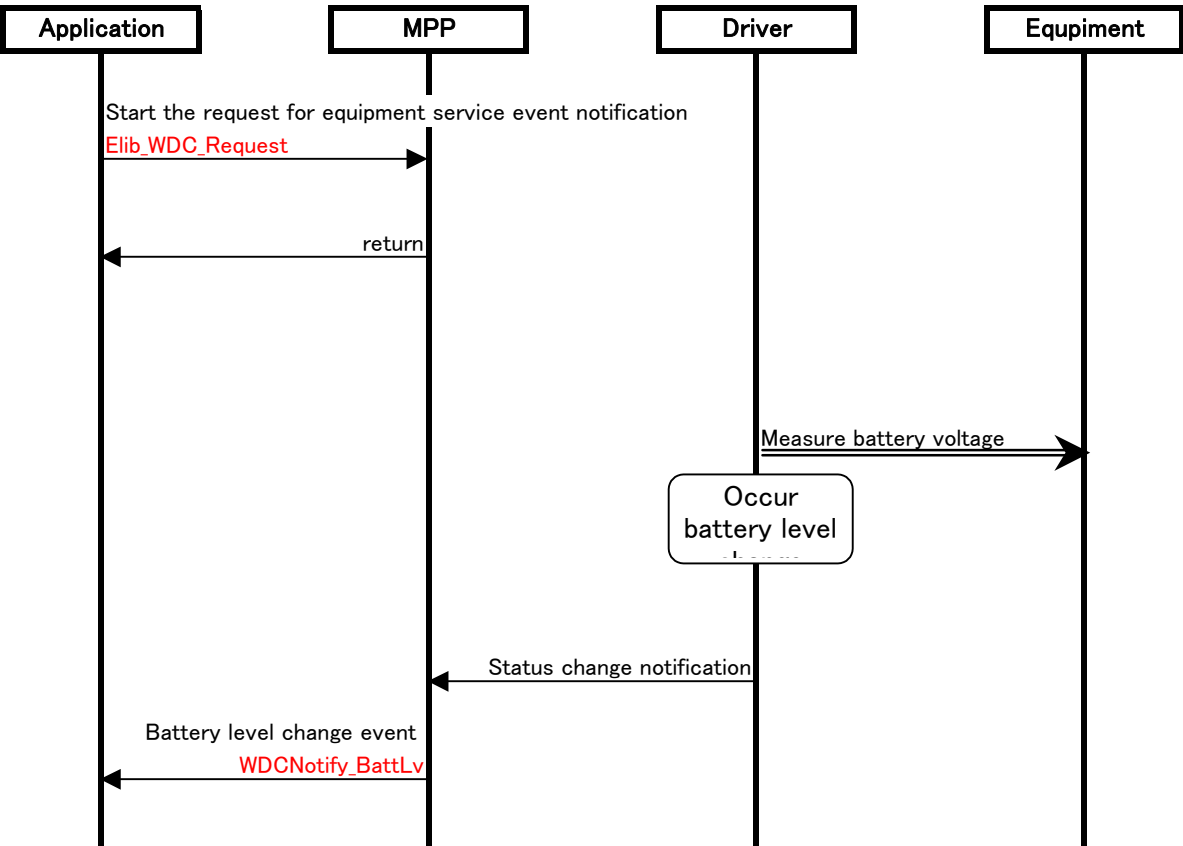 Application
MPP
Driver
Equpiment
Start the request for equipment service event notification
Elib_WDC_Request
return
Measure battery voltage
Occur
battery level
Status change notification
Battery level change event
WDCNotify_BattLv